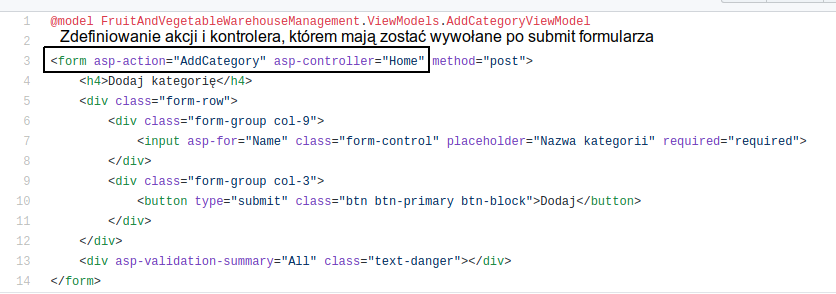 1 @model FruitAndVegetableWarehouseManagement.ViewModels.AddCategoryViewModel
2 Zdefiniowanie akcji i kontrolera, którem mają zostać wywołane po submit formularza
3 <form asp-action="AddCategory" asp-controller="Home" method="post">
4 <h4>Dodaj kategorię</h4>
5 <div class="form-row">
6 <div class="form-group col-9">
7 <input asp-for="Name" class="form-control" placeholder="Nazwa kategorii" required="required">
8 </div>
9 <div class="form-group col-3">
10 <button type="submit" class="btn btn-primary btn-block">Dodaj</button>
11 </div>
12 </div>
13 <div asp-validation-summary="All" class="text-danger"></div>
14 </form>